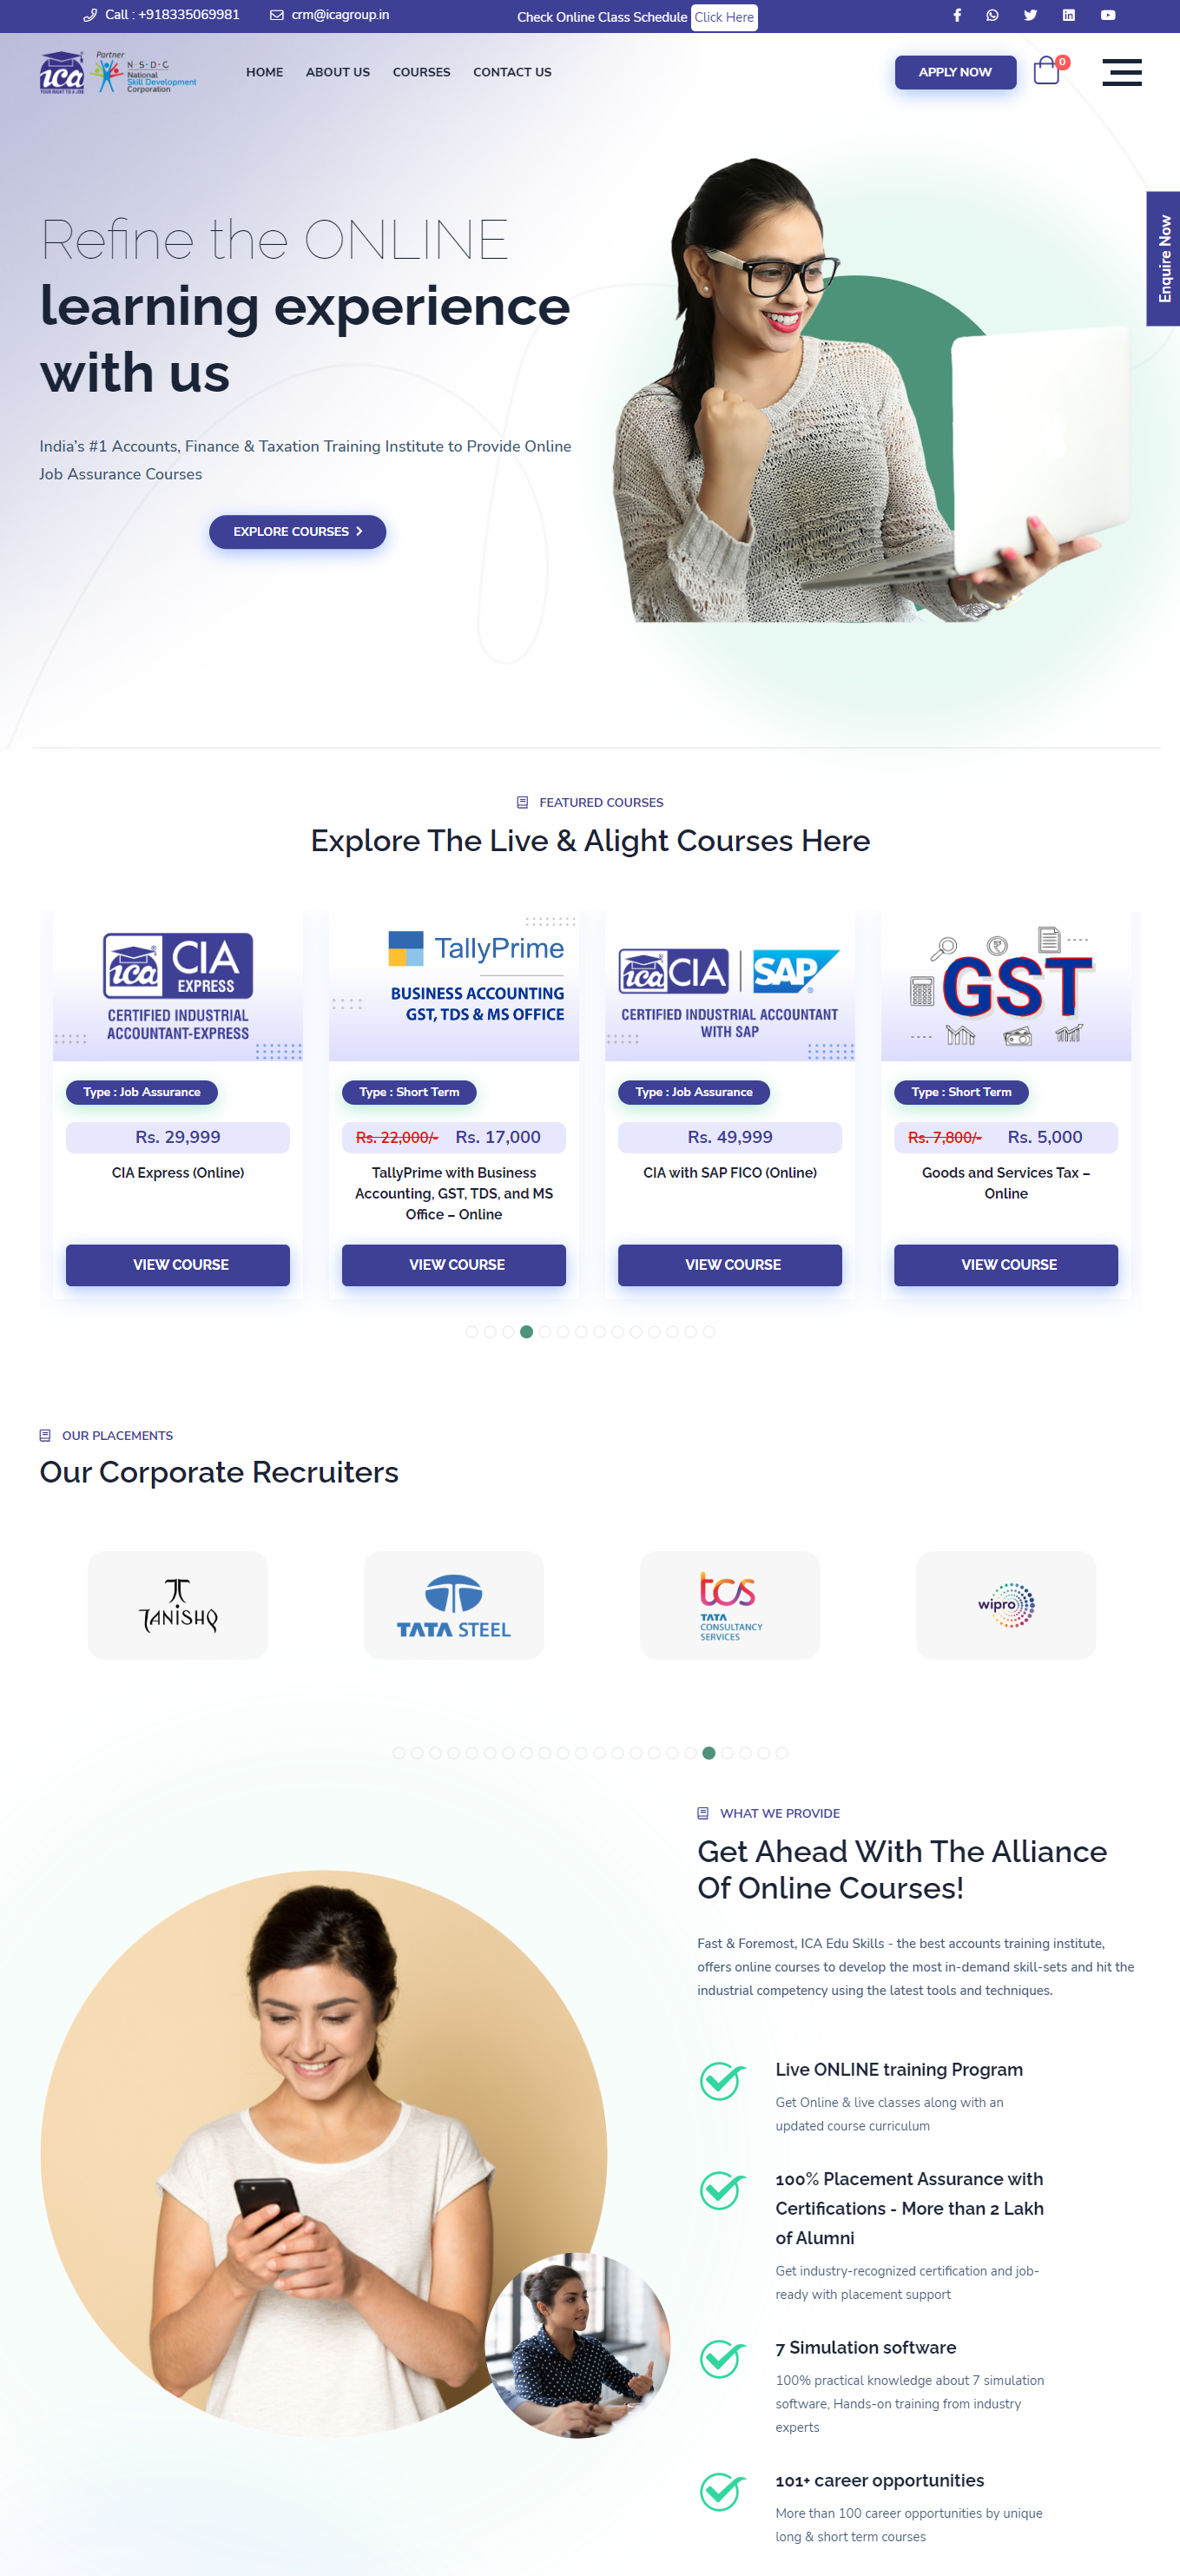 Call : +918335069981
crm@icagroup.in
Check Online Class Schedule Click Here
ica
YOUR RIGHT TO A JOB
Partner
N·S·D·C
National
Skill Development
Corporation
HOME ABOUT US COURSES CONTACT US
APPLY NOW
0
Enquire Now
Refine the ONLINE
learning experience
with us
India's #1 Accounts, Finance & Taxation Training Institute to Provide Online
Job Assurance Courses
EXPLORE COURSES
FEATURED COURSES
Explore The Live & Alight Courses Here
ica CIA
EXPRESS
CERTIFIED INDUSTRIAL
ACCOUNTANT-EXPRESS
Type : Job Assurance
Rs. 29,999
CIA Express (Online)
VIEW COURSE
TallyPrime
BUSINESS ACCOUNTING
GST, TDS & MS OFFICE
Type : Short Term
Rs. 22,000/- Rs. 17,000
TallyPrime with Business
Accounting, GST, TDS, and MS
Office – Online
VIEW COURSE
ica CIA SAP
CERTIFIED INDUSTRIAL ACCOUNTANT
WITH SAP
Type : Job Assurance
Rs. 49,999
CIA with SAP FICO (Online)
VIEW COURSE
GST
Type : Short Term
Rs. 7,800/- Rs. 5,000
Goods and Services Tax –
Online
VIEW COURSE
OUR PLACEMENTS
Our Corporate Recruiters
TANISHQ
TATA STEEL
tcs
TATA
CONSULTANCY
SERVICES
wipro
WHAT WE PROVIDE
Get Ahead With The Alliance
Of Online Courses!
Fast & Foremost, ICA Edu Skills - the best accounts training institute,
offers online courses to develop the most in-demand skill-sets and hit the
industrial competency using the latest tools and techniques.
Live ONLINE training Program
Get Online & live classes along with an
updated course curriculum
100% Placement Assurance with
Certifications - More than 2 Lakh
of Alumni
Get industry-recognized certification and job-
ready with placement support
7 Simulation software
100% practical knowledge about 7 simulation
software, Hands-on training from industry
experts
101+ career opportunities
More than 100 career opportunities by unique
long & short term courses